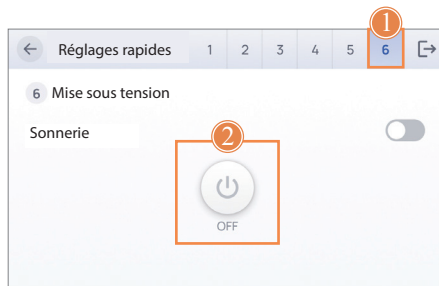 1
Réglages rapides 1 2 3 4 5 6
6 Mise sous tension
Sonnerie
2
OFF